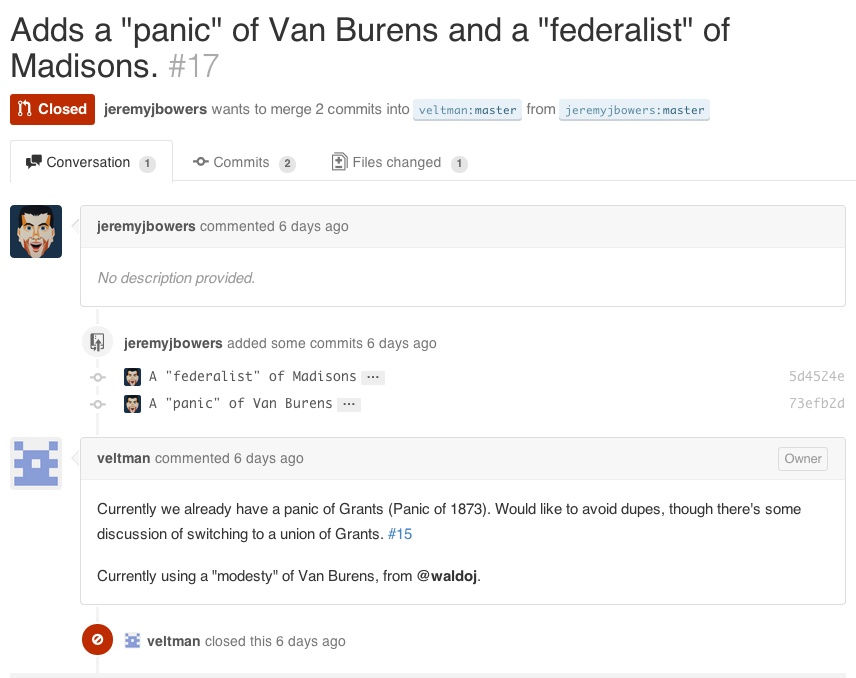 Adds a "panic" of Van Burens and a "federalist" of
Madisons. #17
Closed jeremyjbowers wants to merge 2 commits into veltman:master from jeremyjbowers:master
Conversation 1 Commits 2 Files changed 1
jeremyjbowers commented 6 days ago
No description provided.
jeremyjbowers added some commits 6 days ago
A "federalist" of Madisons ... 5d4524e
A "panic" of Van Burens ... 73efb2d
veltman commented 6 days ago Owner
Currently we already have a panic of Grants (Panic of 1873). Would like to avoid dupes, though there's some
discussion of switching to a union of Grants. #15
Currently using a "modesty" of Van Burens, from @waldoj.
veltman closed this 6 days ago